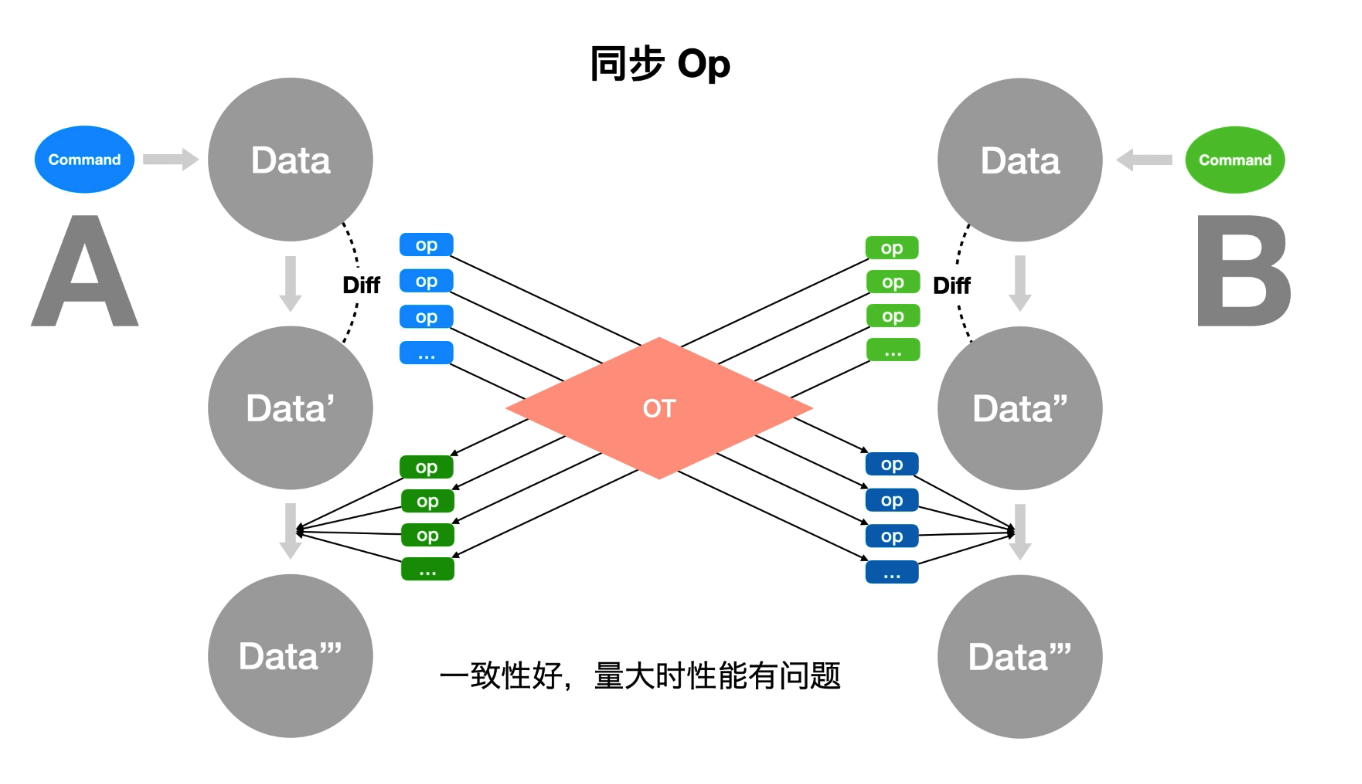 同步 Op
Command
Data
Data
Command
A
B
op
op
op
...
Diff
op
op
op
...
Diff
Data’
OT
Data”
op
op
op
...
op
op
op
...
Data”’
一致性好，量大时性能有问题
Data”’